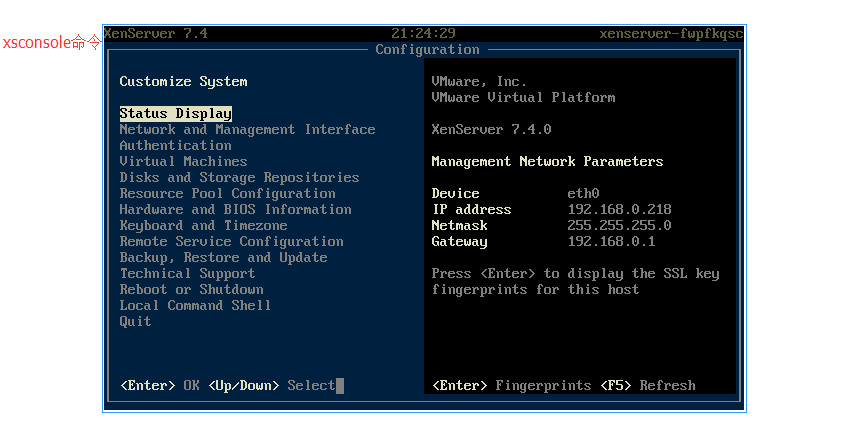 xsconsole命令
XenServer 7.4 21:24:29 xenserver-fwpfkqsc
Configuration
Customize System
Status Display
Network and Management Interface
Authentication
Virtual Machines
Disks and Storage Repositories
Resource Pool Configuration
Hardware and BIOS Information
Keyboard and Timezone
Remote Service Configuration
Backup, Restore and Update
Technical Support
Reboot or Shutdown
Local Command Shell
Quit
<Enter> OK <Up/Down> Select
VMware, Inc.
VMware Virtual Platform
XenServer 7.4.0
Management Network Parameters
Device eth0
IP address 192.168.0.218
Netmask 255.255.255.0
Gateway 192.168.0.1
Press <Enter> to display the SSL key
fingerprints for this host
<Enter> Fingerprints <F5> Refresh